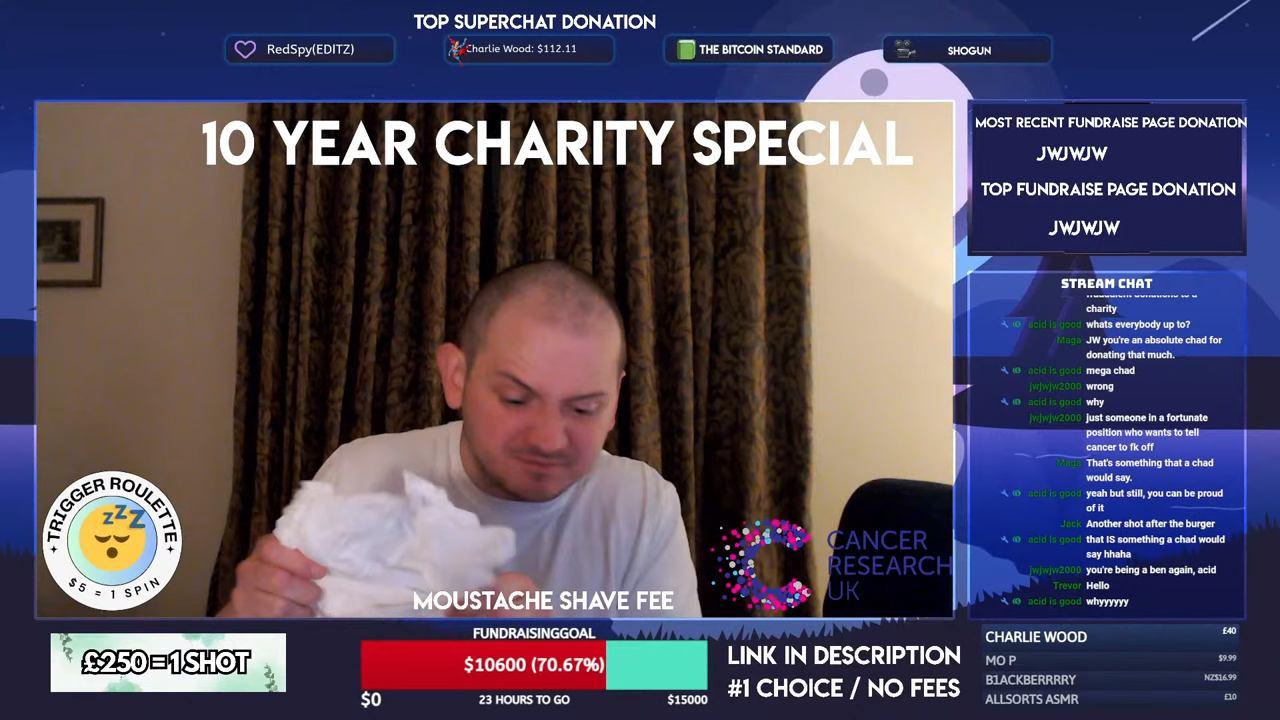 TOP SUPERCHAT DONATION
RedSpy(EDITZ)
Charlie Wood: $112.11
THE BITCOIN STANDARD
SHOGUN
10 YEAR CHARITY SPECIAL
MOST RECENT FUNDRAISE PAGE DONATION
JWJWJW
TOP FUNDRAISE PAGE DONATION
JWJWJW
STREAM CHAT
fraudulent donations to a
charity
acid is good whats everybody up to?
Maga JW you're an absolute chad for
donating that much.
acid is good mega chad
jwjwjw2000 wrong
acid is good why
jwjwjw2000 just someone in a fortunate
position who wants to tell
cancer to fk off
Maga That's something that a chad
would say.
acid is good yeah but still, you can be proud
of it
Jack Another shot after the burger
acid is good that IS something a chad would
say hhaha
jwjwjw2000 you're being a ben again, acid
Trevor Hello
acid is good whyyyyyy
TRIGGER ROULETTE
zzz
$5 = 1 SPIN
CANCER
RESEARCH
UK
MOUSTACHE SHAVE FEE
£250 = 1 SHOT
FUNDRAISINGGOAL
$10600 (70.67%)
$0
23 HOURS TO GO
$15000
LINK IN DESCRIPTION
#1 CHOICE / NO FEES
CHARLIE WOOD £40
MO P $9.99
B1ACKBERRRRY NZ$16.99
ALLSORTS ASMR £10